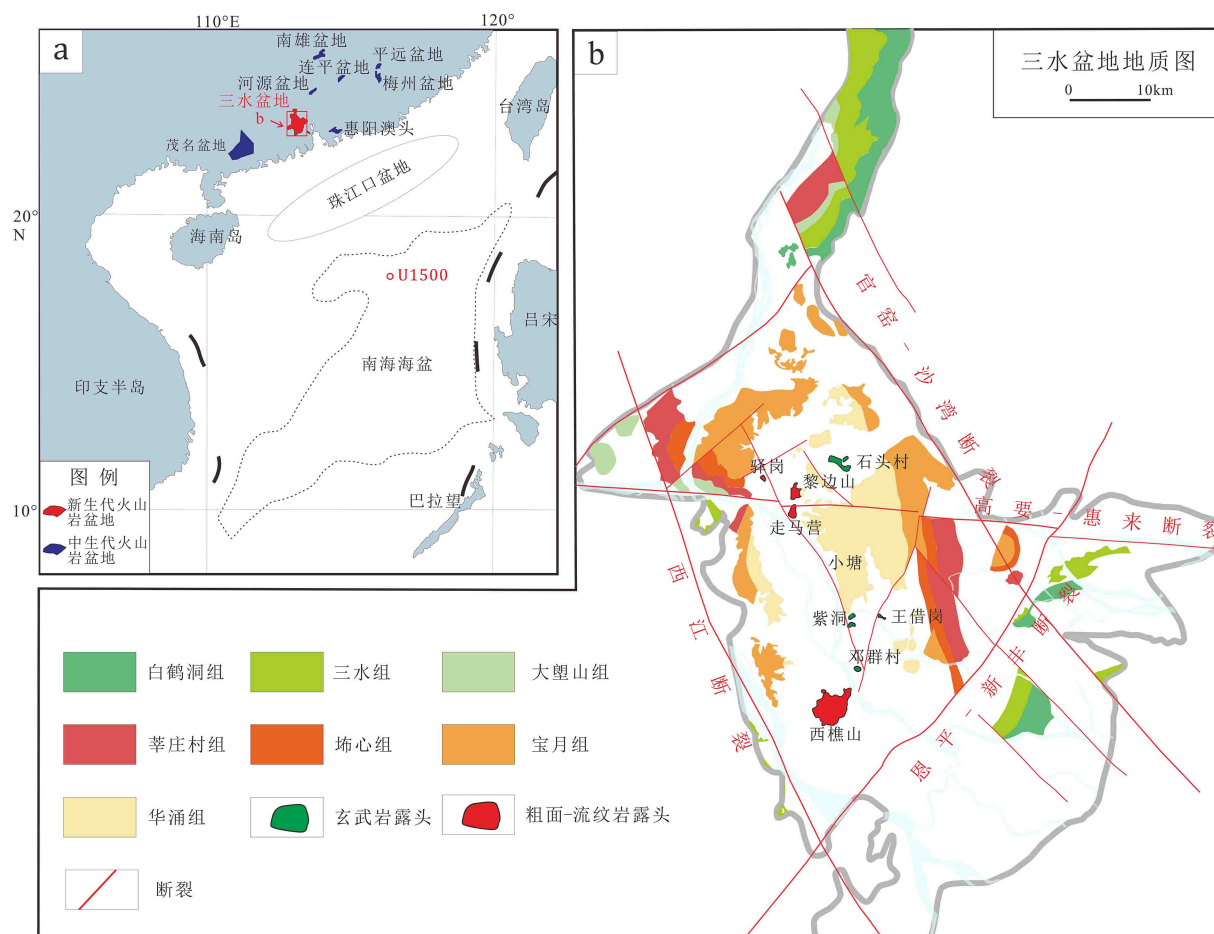 110°E
120°
a
南雄盆地
平远盆地
连平盆地
河源盆地
梅州盆地
三水盆地
b
惠阳澳头
茂名盆地
台湾岛
珠江口盆地
20°
N
海南岛
U1500
吕宋
南海海盆
印支半岛
巴拉望
10°
图 例
新生代火山
岩盆地
中生代火山
岩盆地
b
三水盆地地质图
0 10km
官窑-沙湾断裂
驿岗
石头村
黎边山
走马营
高要-惠来断裂
小塘
西江断裂
紫洞
王借岗
邓群村
西樵山
恩平-新丰断裂
白鹤洞组
三水组
大塱山组
莘庄村组
㘵心组
宝月组
华涌组
玄武岩露头
粗面-流纹岩露头
断裂